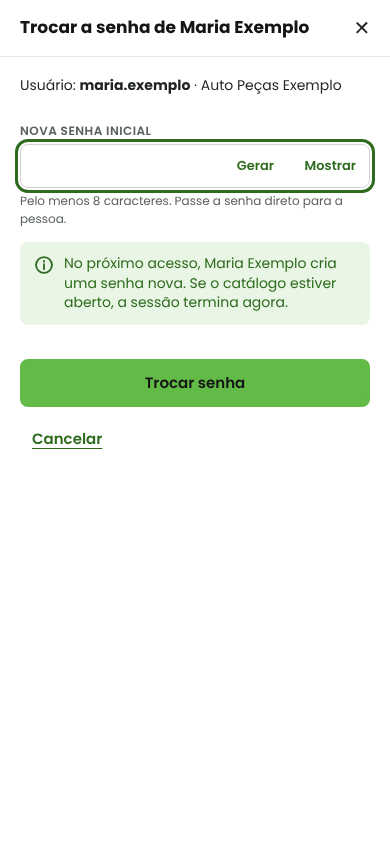 Trocar a senha de Maria Exemplo
Usuário: maria.exemplo · Auto Peças Exemplo
NOVA SENHA INICIAL
Gerar Mostrar
Pelo menos 8 caracteres. Passe a senha direto para a
pessoa.
No próximo acesso, Maria Exemplo cria
uma senha nova. Se o catálogo estiver
aberto, a sessão termina agora.
Trocar senha
Cancelar